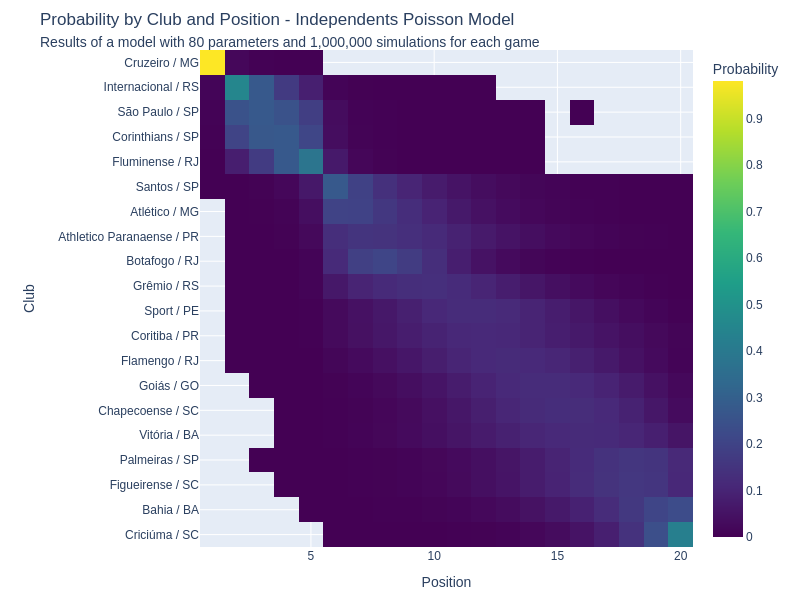 Probability by Club and Position - Independents Poisson Model
Results of a model with 80 parameters and 1,000,000 simulations for each game
Probability
Cruzeiro / MG
Internacional / RS
São Paulo / SP
Corinthians / SP
Fluminense / RJ
Santos / SP
Atlético / MG
Athletico Paranaense / PR
Botafogo / RJ
Grêmio / RS
Sport / PE
Coritiba / PR
Flamengo / RJ
Goiás / GO
Chapecoense / SC
Vitória / BA
Palmeiras / SP
Figueirense / SC
Bahia / BA
Criciúma / SC
Club
5
10
15
20
Position
0.9
0.8
0.7
0.6
0.5
0.4
0.3
0.2
0.1
0